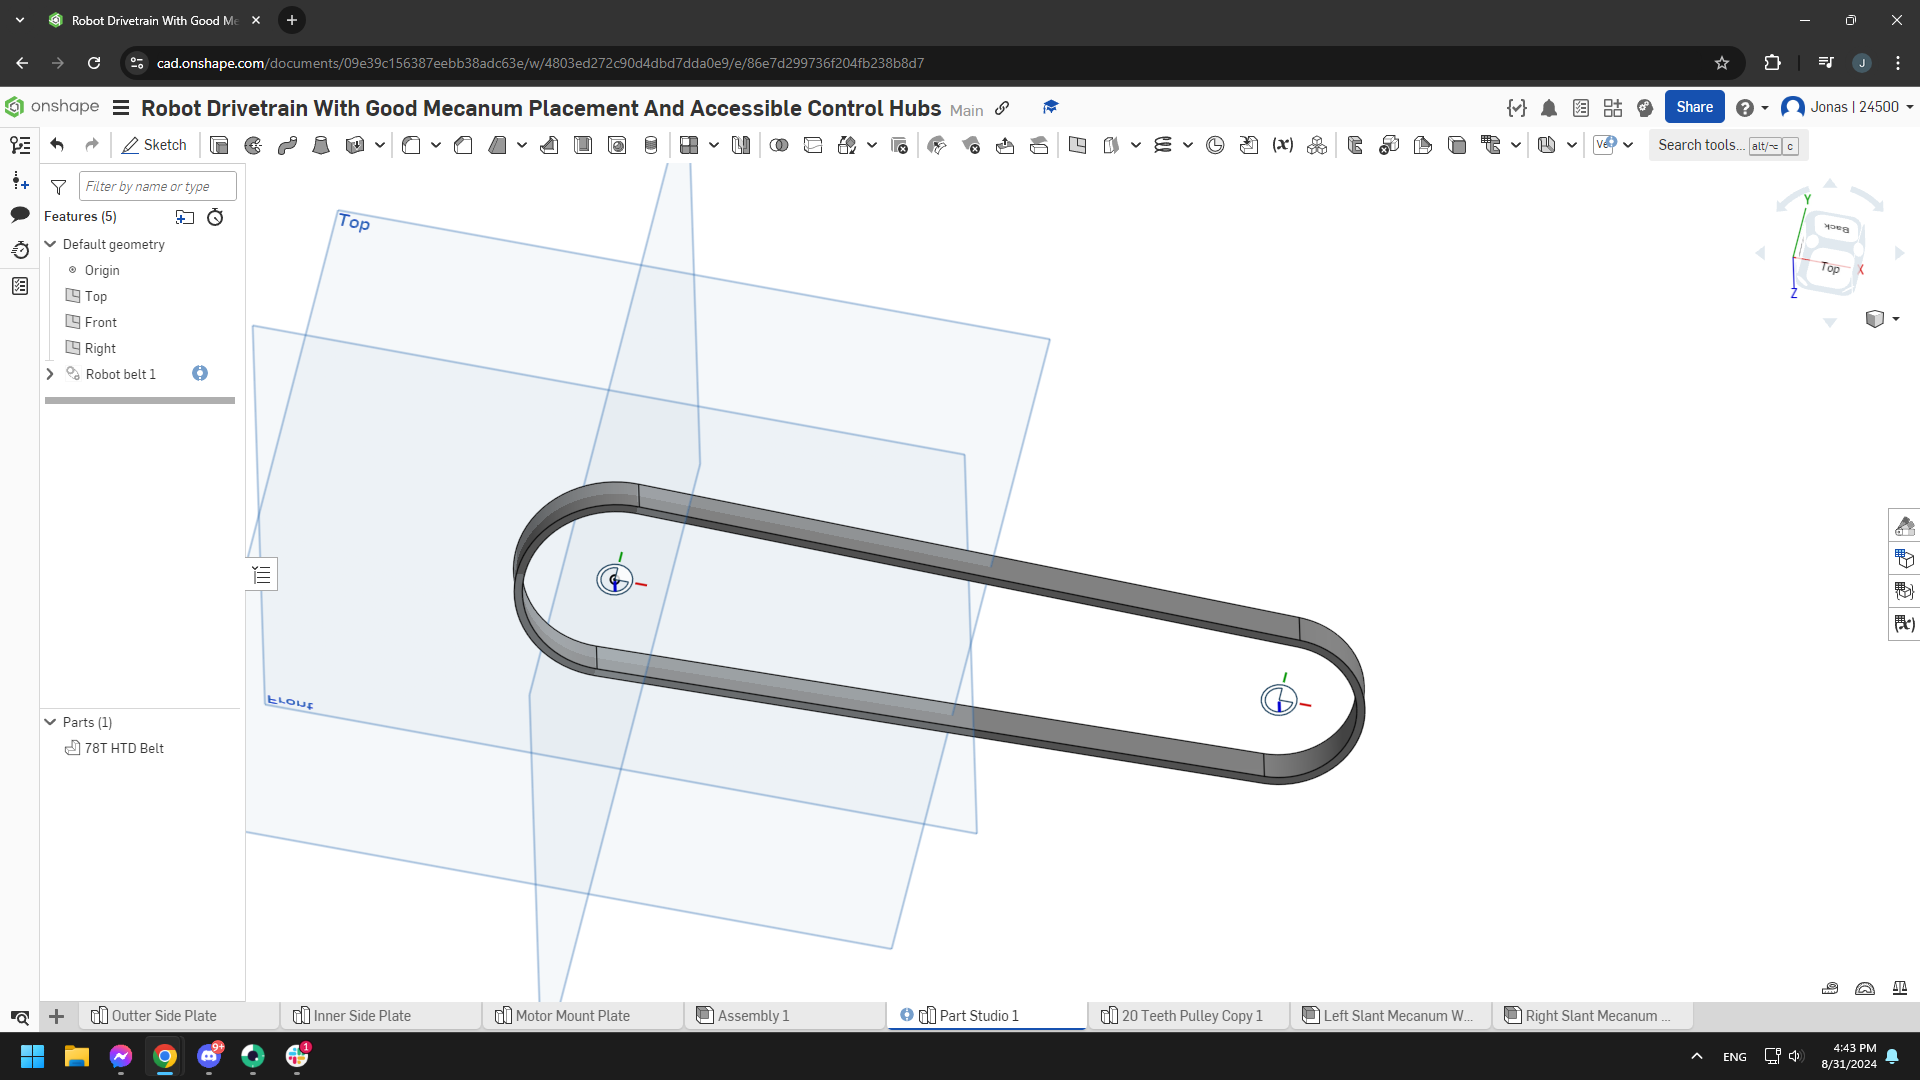 Robot Drivetrain With Good Me
cad.onshape.com/documents/09e39c156387eebb38adc63e/w/4803ed272c90d4dbd7dda0e9/e/86e7d299736f204fb238b8d7
J
onshape
Robot Drivetrain With Good Mecanum Placement And Accessible Control Hubs Main
Share
Jonas | 24500
Sketch
Search tools... alt/⌥ c
Filter by name or type
Features (5)
Default geometry
Origin
Top
Front
Right
Robot belt 1
Parts (1)
78T HTD Belt
Top
Front
Y
Back
Top
X
Z
Outter Side Plate
Inner Side Plate
Motor Mount Plate
Assembly 1
Part Studio 1
20 Teeth Pulley Copy 1
Left Slant Mecanum W...
Right Slant Mecanum ...
9+
1
ENG
4:43 PM
8/31/2024